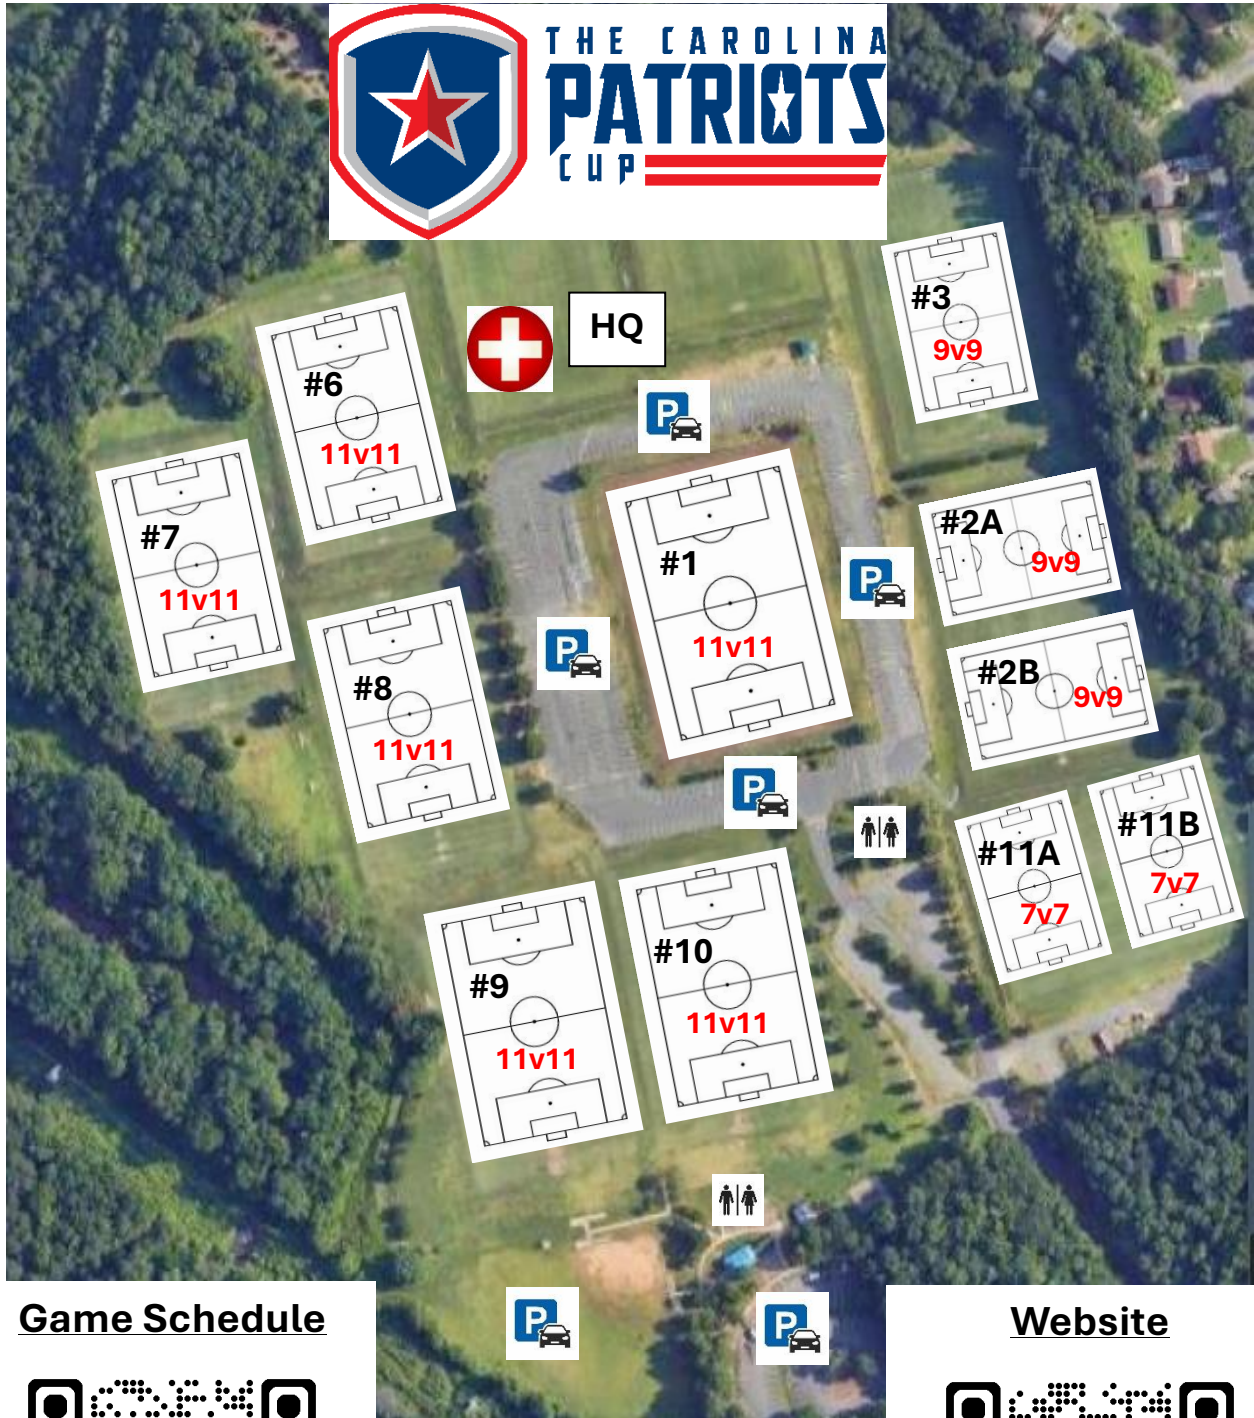 THE CAROLINA
PATRIOTS
CUP
HQ
#3
9v9
#6
11v11
#7
11v11
#1
11v11
#2A
9v9
#2B
9v9
#8
11v11
#11A
7v7
#11B
7v7
#9
11v11
#10
11v11
P
P
P
P
P
P
Game Schedule
Website